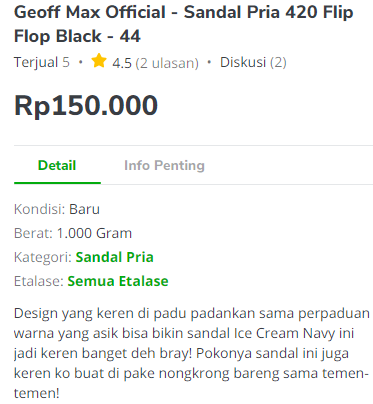 Geoff Max Official - Sandal Pria 420 Flip
Flop Black - 44
Terjual 5 • 4.5 (2 ulasan) • Diskusi (2)
Rp150.000
Detail Info Penting
Kondisi: Baru
Berat: 1.000 Gram
Kategori: Sandal Pria
Etalase: Semua Etalase
Design yang keren di padu padankan sama perpaduan
warna yang asik bisa bikin sandal Ice Cream Navy ini
jadi keren banget deh bray! Pokonya sandal ini juga
keren ko buat di pake nongkrong bareng sama temen-
temen!